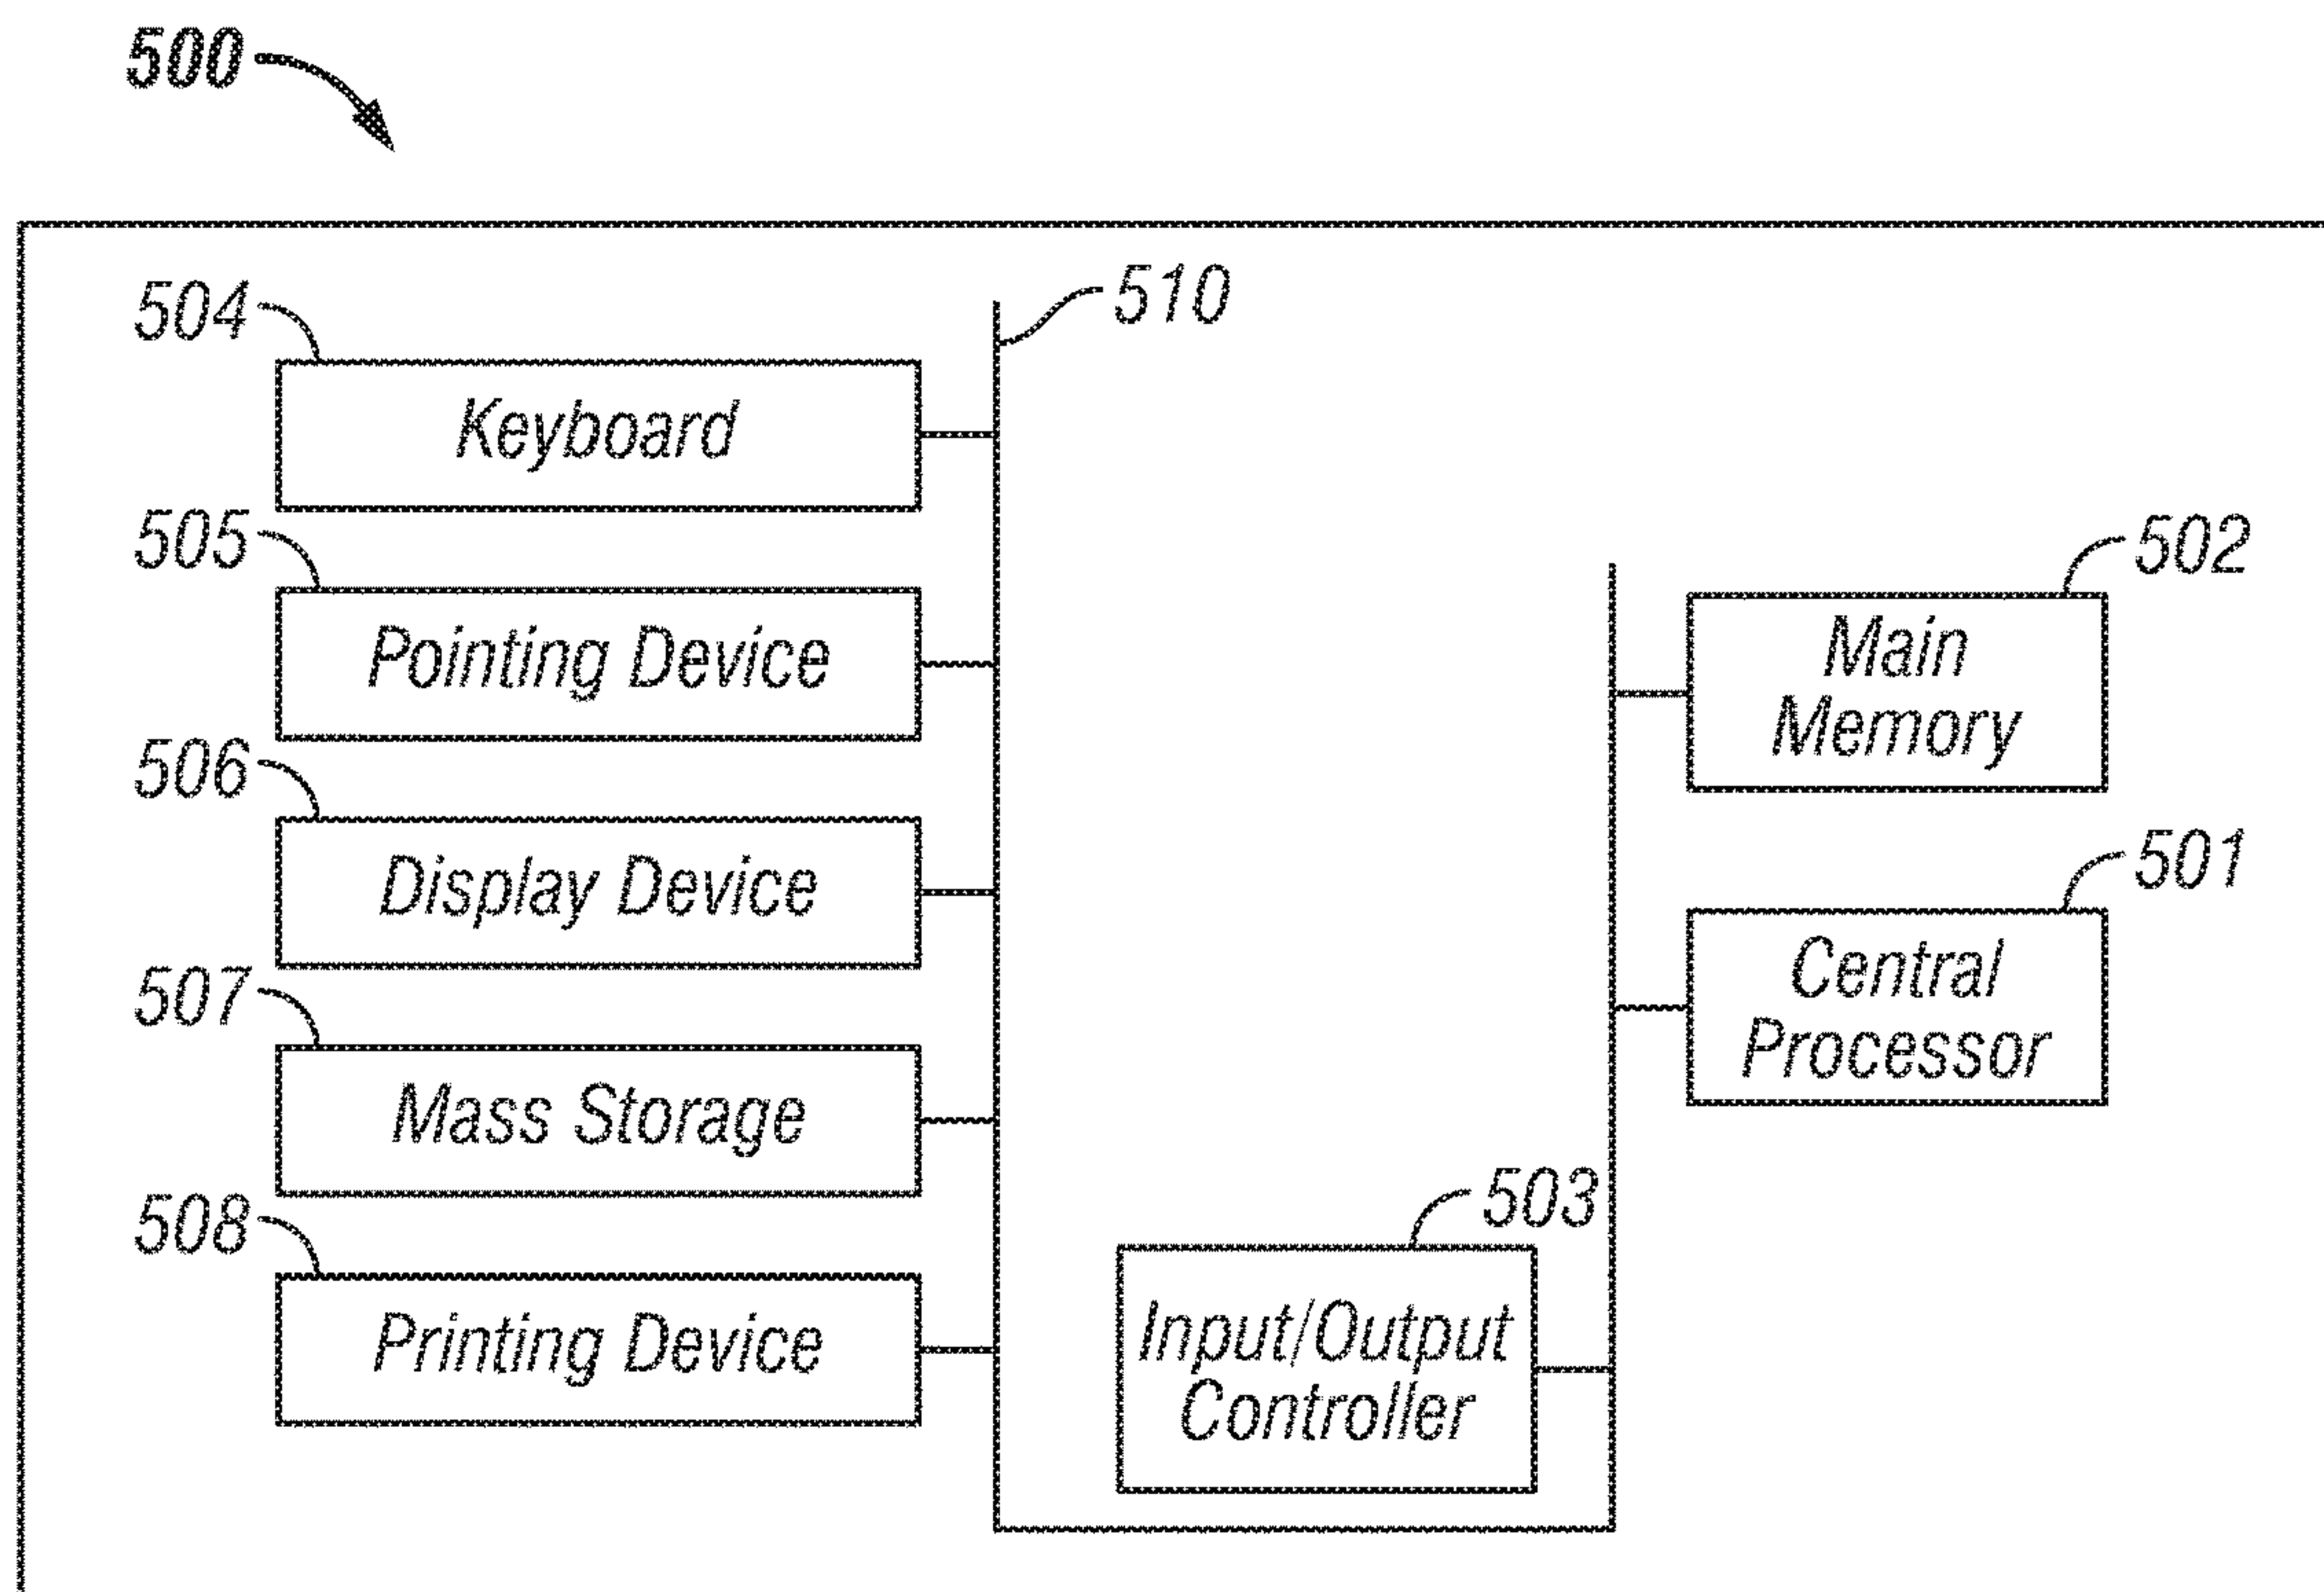 500
504
510
Keyboard
505
Pointing Device
502
Main
Memory
506
Display Device
501
Central
Processor
507
Mass Storage
503
508
Printing Device
Input/Output
Controller